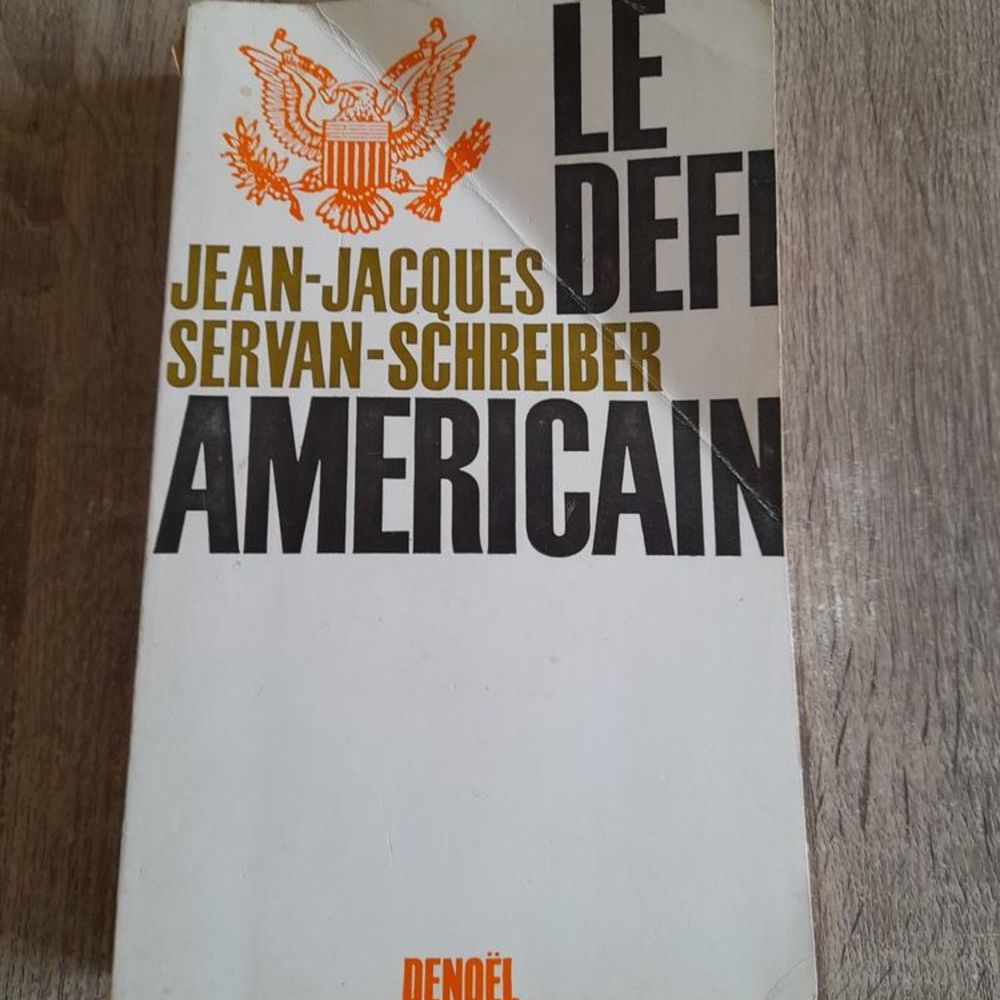 LE
DEFI
JEAN-JACQUES
SERVAN-SCHREIBER
AMERICAIN
DENOËL